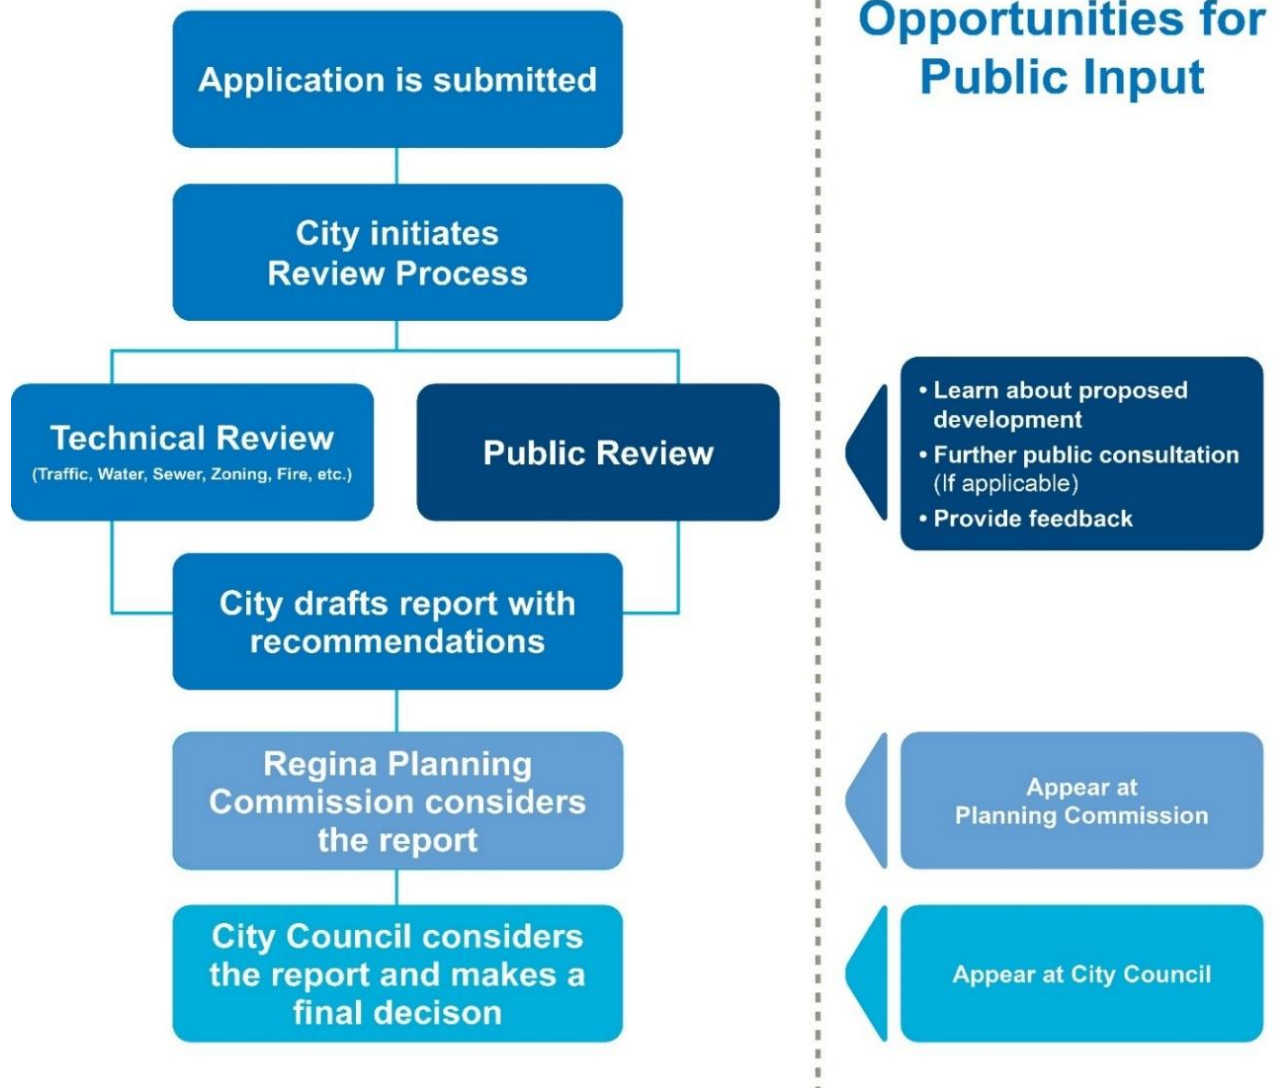 Opportunities for
Public Input
Application is submitted
City initiates
Review Process
Technical Review
(Traffic, Water, Sewer, Zoning, Fire, etc.)
Public Review
• Learn about proposed
development
• Further public consultation
(If applicable)
• Provide feedback
City drafts report with
recommendations
Regina Planning
Commission considers
the report
Appear at
Planning Commission
City Council considers
the report and makes a
final decison
Appear at City Council